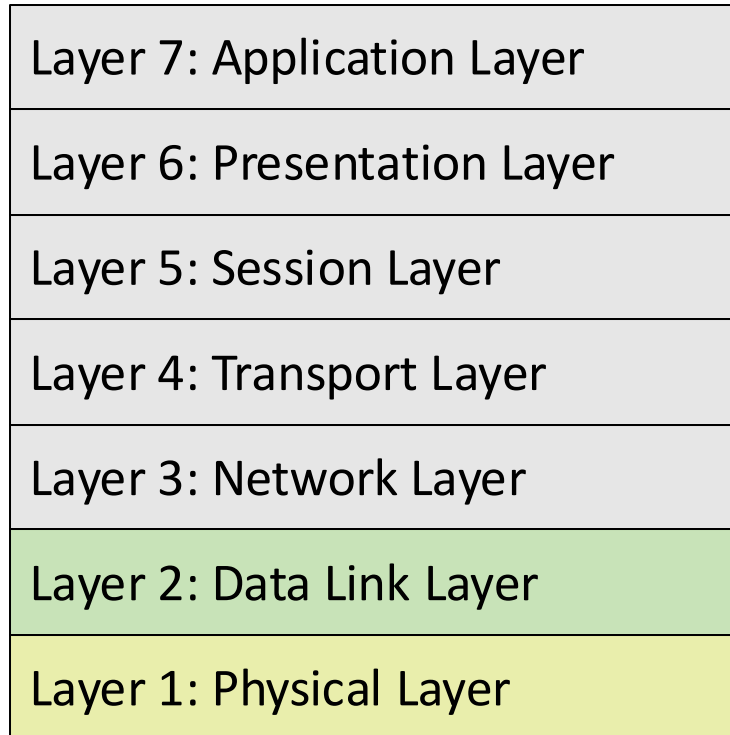 Layer 7: Application Layer
Layer 6: Presentation Layer
Layer 5: Session Layer
Layer 4: Transport Layer
Layer 3: Network Layer
Layer 2: Data Link Layer
Layer 1: Physical Layer